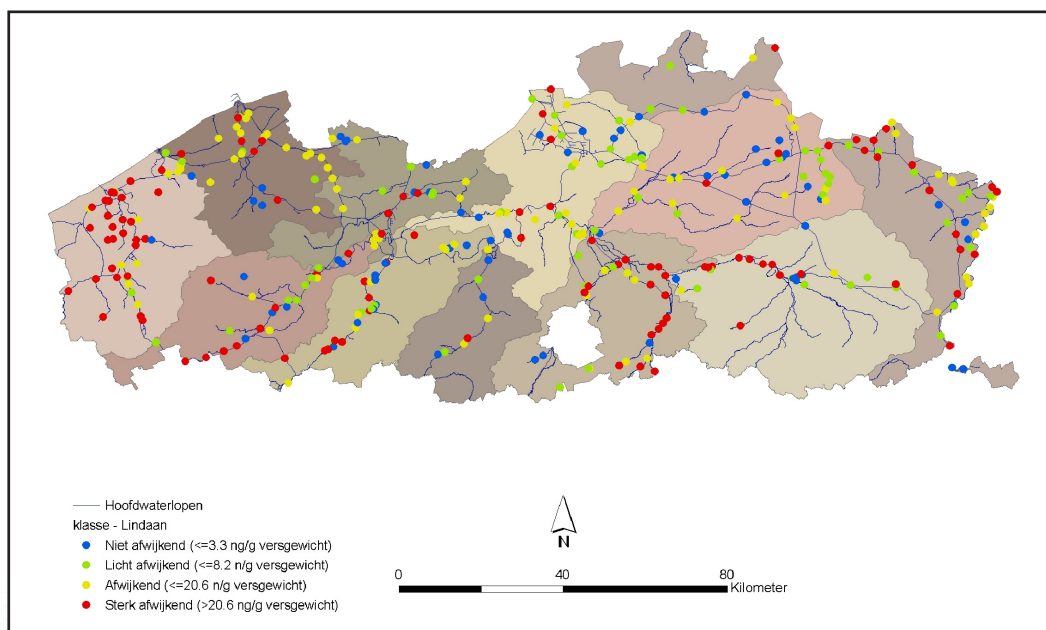 Hoofdwaterlopen
klasse - Lindaan
Niet afwijkend (<=3.3 ng/g versgewicht)
Licht afwijkend (<=8.2 n/g versgewicht)
Afwijkend (<=20.6 n/g versgewicht)
Sterk afwijkend (>20.6 ng/g versgewicht)
N
0 40 80
Kilometer